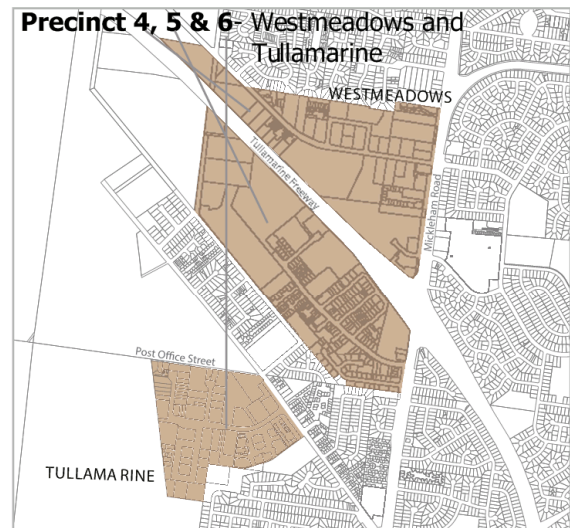 Precinct 4, 5 & 6- Westmeadows and
Tullamarine
WESTMEADOWS
Tullamarine Freeway
Mickleham Road
Post Office Street
TULLAMA RINE